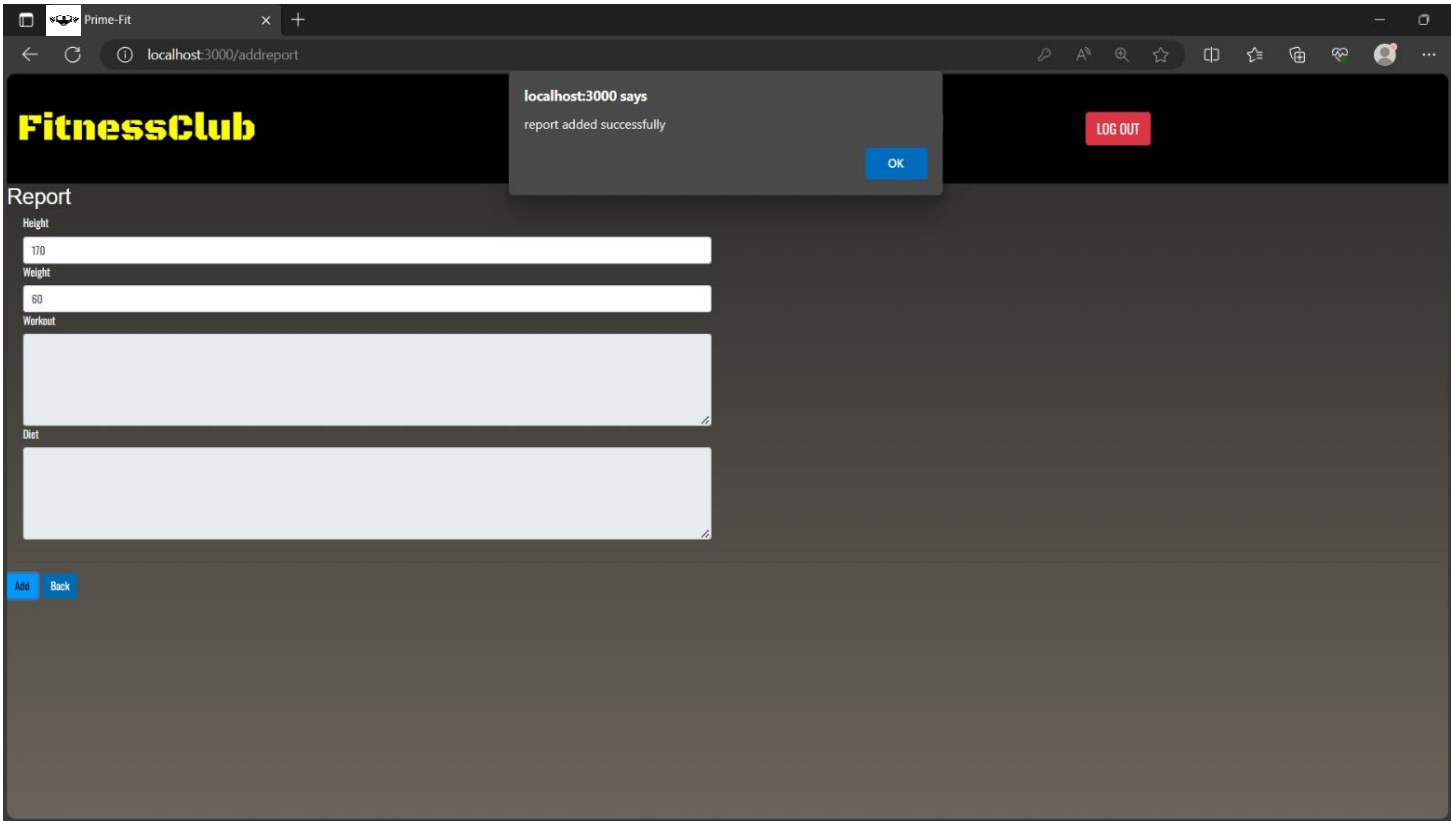 Prime-Fit
localhost:3000/addreport
localhost:3000 says
report added successfully
OK
FitnessClub
LOG OUT
Report
Height
170
Weight
60
Workout
Diet
Add
Back